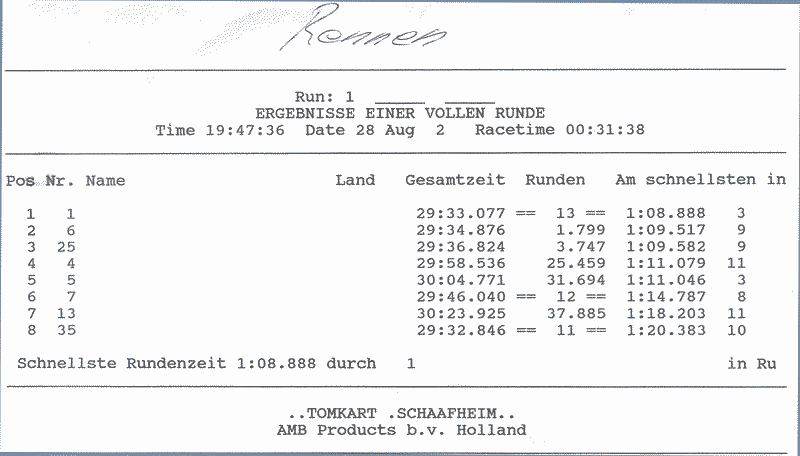 Rennen
Run: 1 _____ _____
ERGEBNISSE EINER VOLLEN RUNDE
Time 19:47:36 Date 28 Aug 2 Racetime 00:31:38
Pos Nr. Name Land Gesamtzeit Runden Am schnellsten in
1 1 29:33.077 == 13 == 1:08.888 3
2 6 29:34.876 1.799 1:09.517 9
3 25 29:36.824 3.747 1:09.582 9
4 4 29:58.536 25.459 1:11.079 11
5 5 30:04.771 31.694 1:11.046 3
6 7 29:46.040 == 12 == 1:14.787 8
7 13 30:23.925 37.885 1:18.203 11
8 35 29:32.846 == 11 == 1:20.383 10
Schnellste Rundenzeit 1:08.888 durch 1 in Ru
..TOMKART .SCHAAFHEIM..
AMB Products b.v. Holland